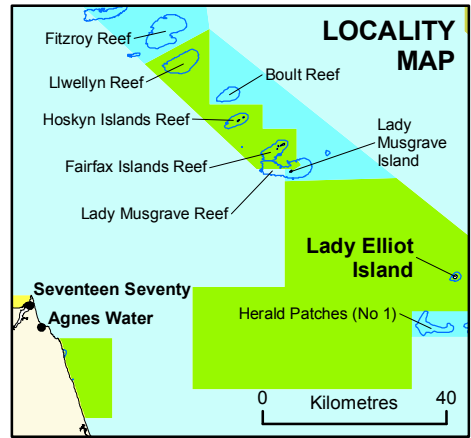 LOCALITY
MAP
Fitzroy Reef
Llwellyn Reef
Boult Reef
Hoskyn Islands Reef
Lady
Musgrave
Island
Fairfax Islands Reef
Lady Musgrave Reef
Lady Elliot
Island
Seventeen Seventy
Agnes Water
Herald Patches (No 1)
0 40
Kilometres